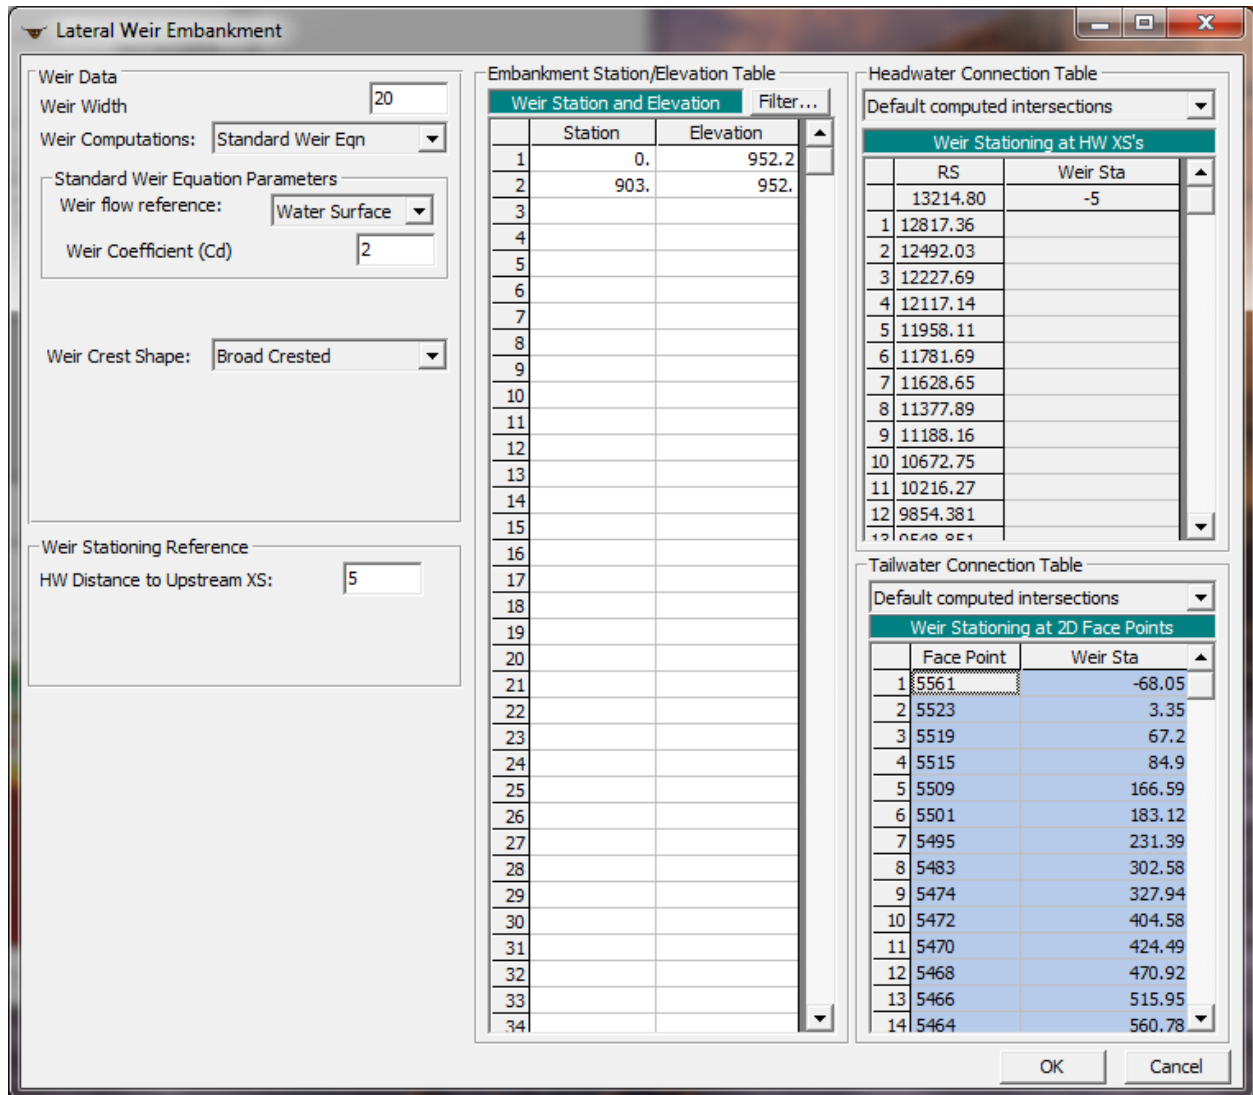 Lateral Weir Embankment
Weir Data
Weir Width 20
Weir Computations: Standard Weir Eqn
Standard Weir Equation Parameters
Weir flow reference: Water Surface
Weir Coefficient (Cd) 2
Weir Crest Shape: Broad Crested
Weir Stationing Reference
HW Distance to Upstream XS: 5
Embankment Station/Elevation Table
Weir Station and Elevation Filter...
Station Elevation
1 0. 952.2
2 903. 952.
3
4
5
6
7
8
9
10
11
12
13
14
15
16
17
18
19
20
21
22
23
24
25
26
27
28
29
30
31
32
33
34
Headwater Connection Table
Default computed intersections
Weir Stationing at HW XS's
RS Weir Sta
13214.80 -5
1 12817.36
2 12492.03
3 12227.69
4 12117.14
5 11958.11
6 11781.69
7 11628.65
8 11377.89
9 11188.16
10 10672.75
11 10216.27
12 9854.381
13 9548.851
Tailwater Connection Table
Default computed intersections
Weir Stationing at 2D Face Points
Face Point Weir Sta
1 5561 -68.05
2 5523 3.35
3 5519 67.2
4 5515 84.9
5 5509 166.59
6 5501 183.12
7 5495 231.39
8 5483 302.58
9 5474 327.94
10 5472 404.58
11 5470 424.49
12 5468 470.92
13 5466 515.95
14 5464 560.78
OK Cancel